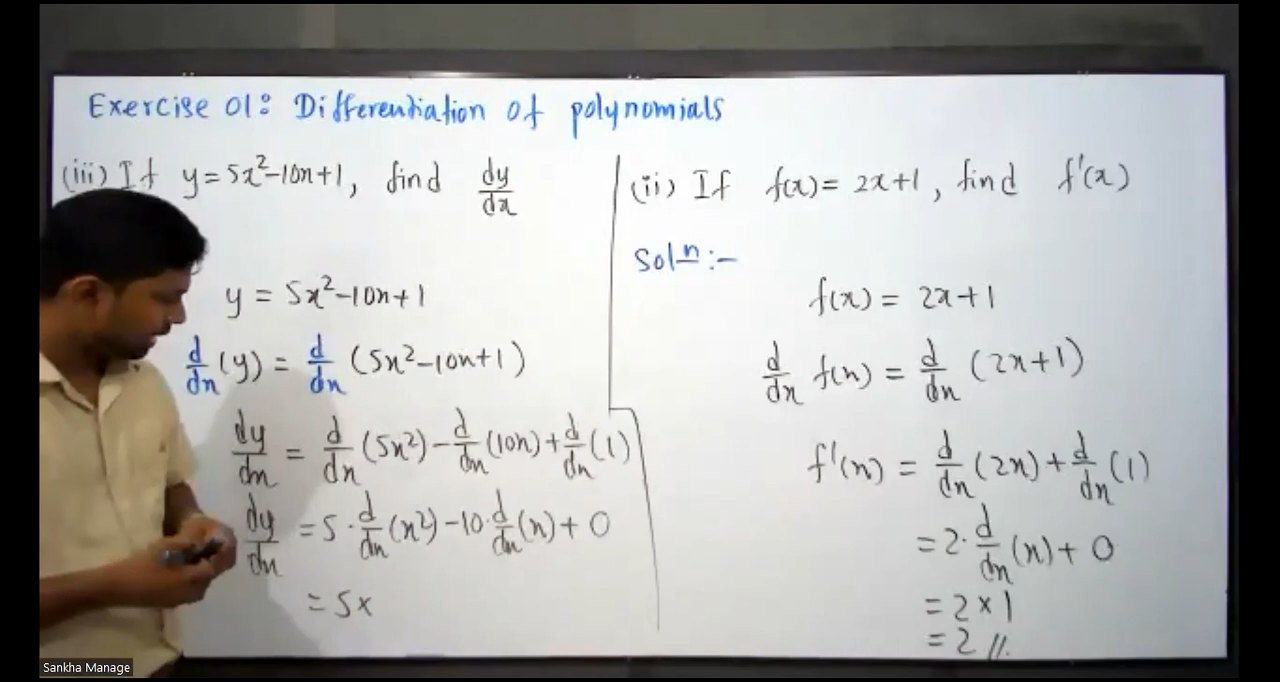 Exercise 01: Differentiation of polynomials
(iii) If y = 5x²-10x+1, find dy/dx
y = 5x²-10x+1
d/dx (y) = d/dx (5x²-10x+1)
dy/dx = d/dx (5x²) - d/dx (10x) + d/dx (1)
dy/dx = 5 · d/dx (x²) - 10 · d/dx (x) + 0
= 5×
(ii) If f(x) = 2x+1, find f'(x)
Solⁿ :-
f(x) = 2x+1
d/dx f(x) = d/dx (2x+1)
f'(x) = d/dx (2x) + d/dx (1)
= 2 · d/dx (x) + 0
= 2 × 1
= 2 //.
Sankha Manage